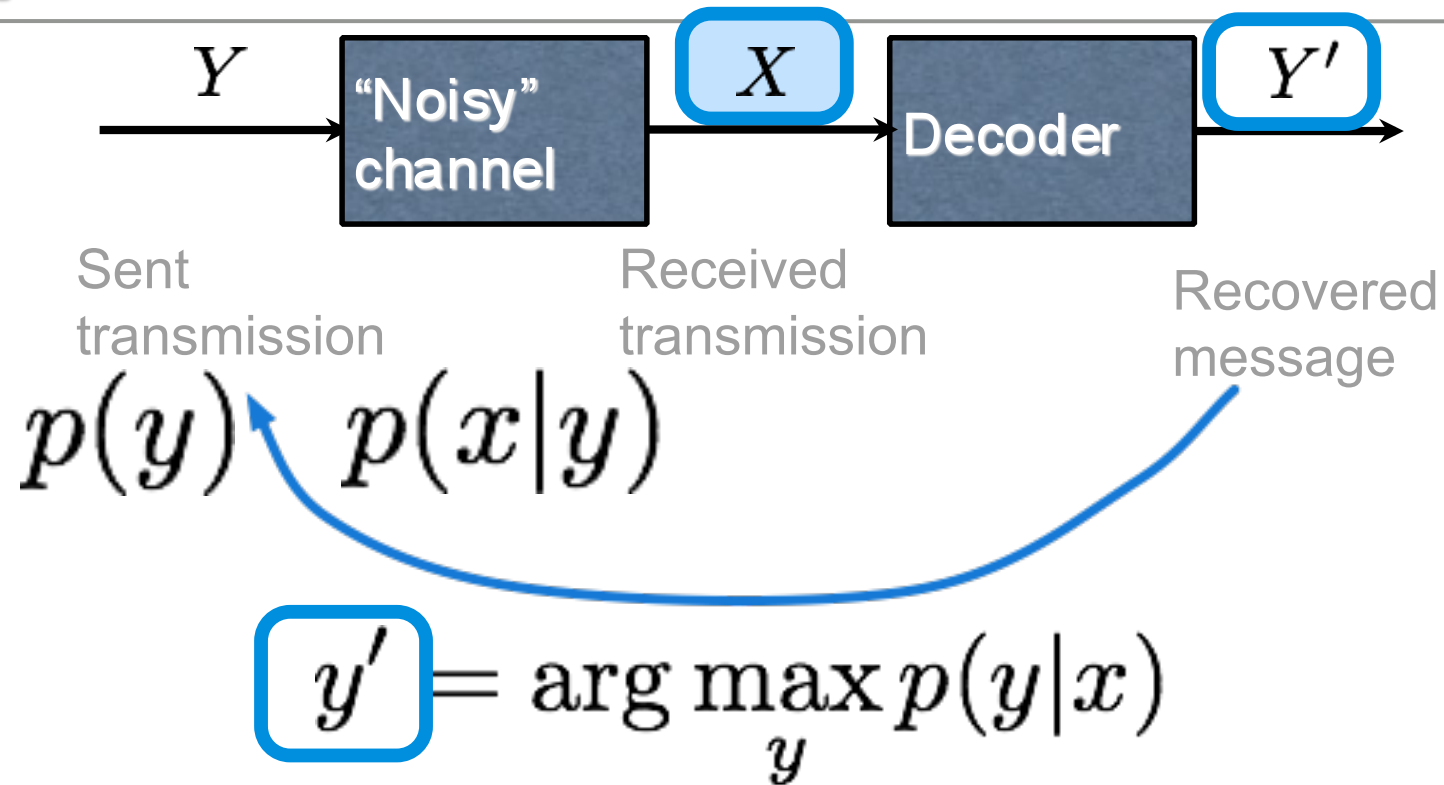 Y
“Noisy”
channel
X
Decoder
Y′
Sent
transmission
Received
transmission
Recovered
message
p(y)
p(x|y)
y′ = arg max p(y|x)
y